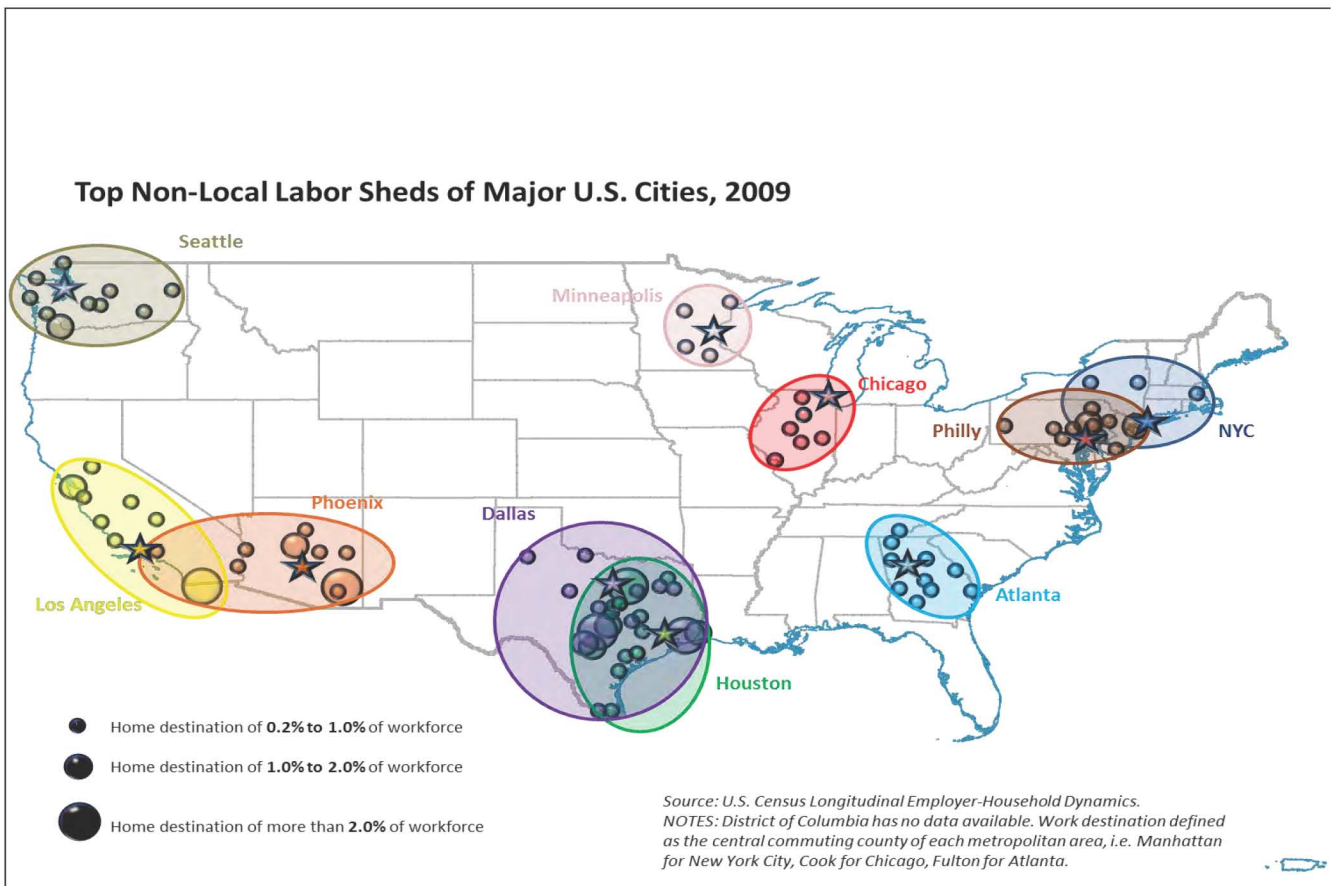 Top Non-Local Labor Sheds of Major U.S. Cities, 2009
Seattle
Minneapolis
Chicago
Philly
NYC
Phoenix
Dallas
Los Angeles
Atlanta
Houston
Home destination of 0.2% to 1.0% of workforce
Home destination of 1.0% to 2.0% of workforce
Home destination of more than 2.0% of workforce
Source: U.S. Census Longitudinal Employer-Household Dynamics.
NOTES: District of Columbia has no data available. Work destination defined
as the central commuting county of each metropolitan area, i.e. Manhattan
for New York City, Cook for Chicago, Fulton for Atlanta.